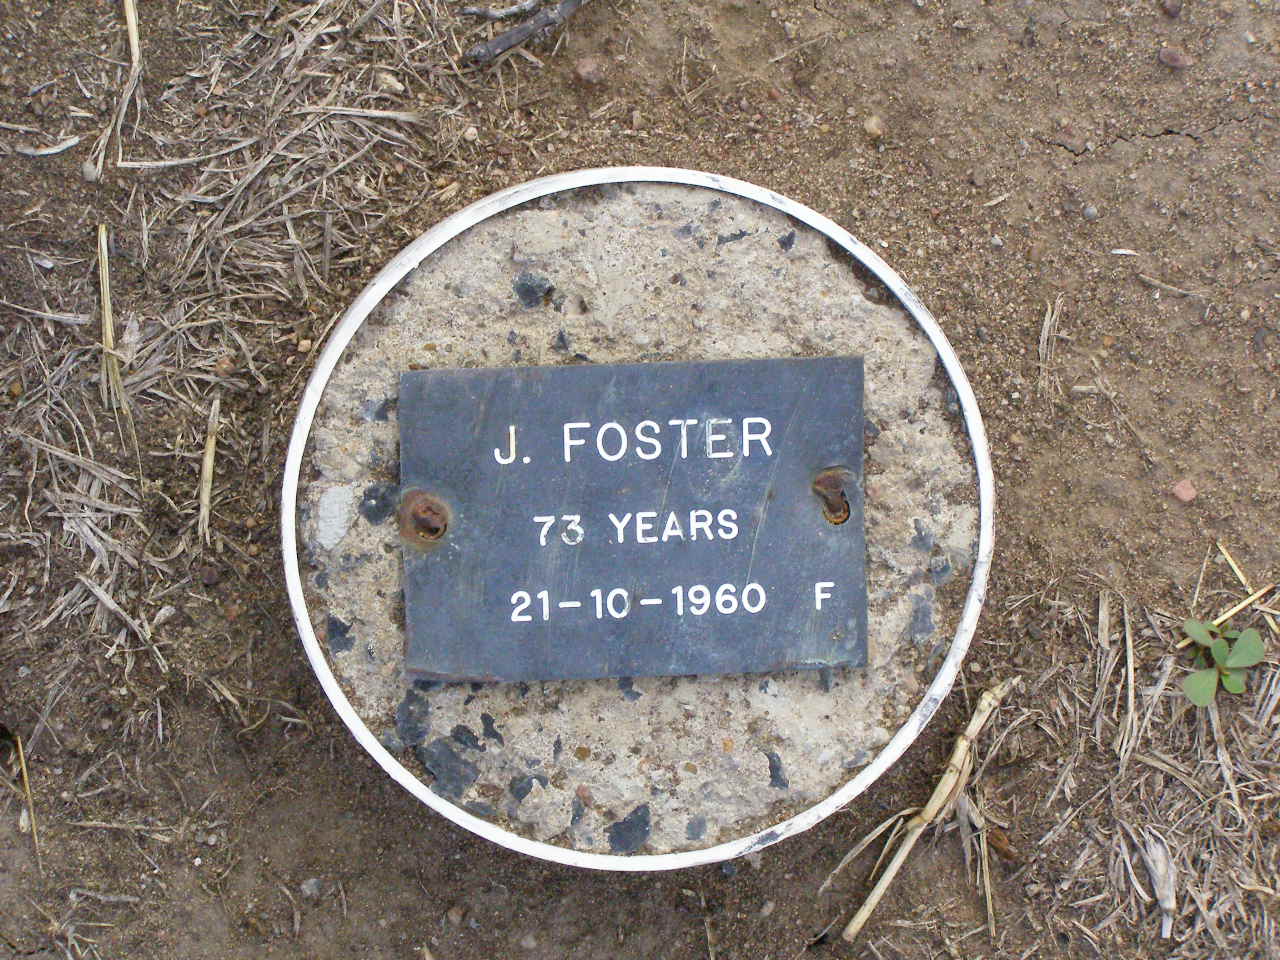 J. FOSTER
73 YEARS
21-10-1960 F